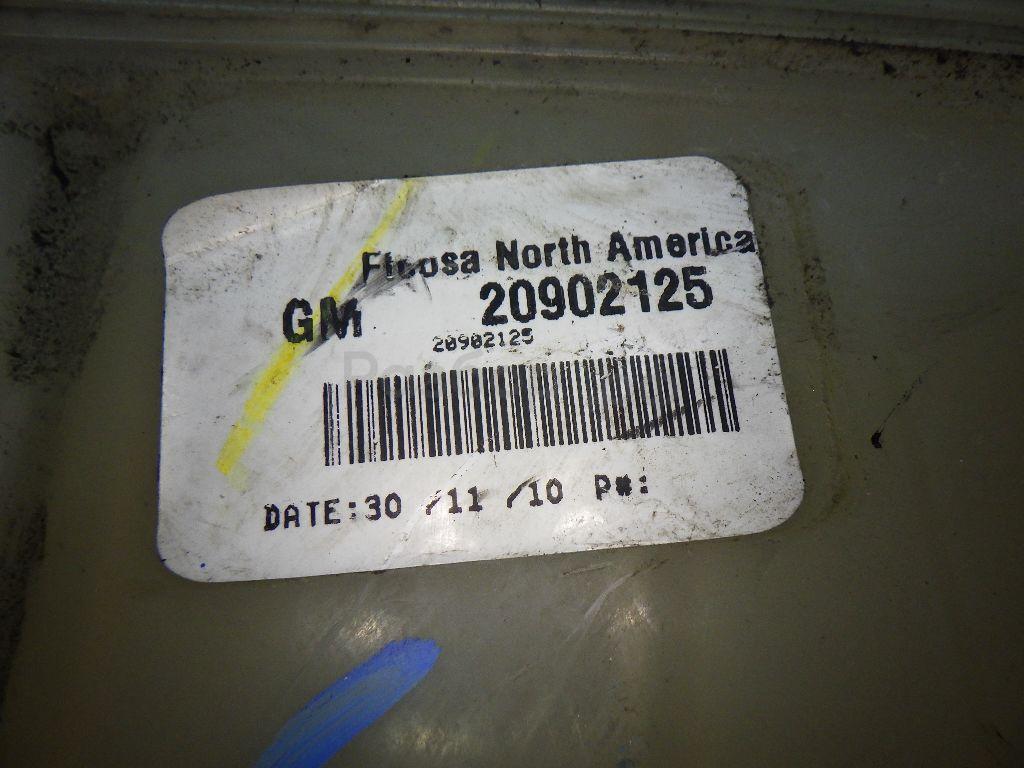 Ficosa North America
GM 20902125
20902125
DATE:30 /11 /10 P#: